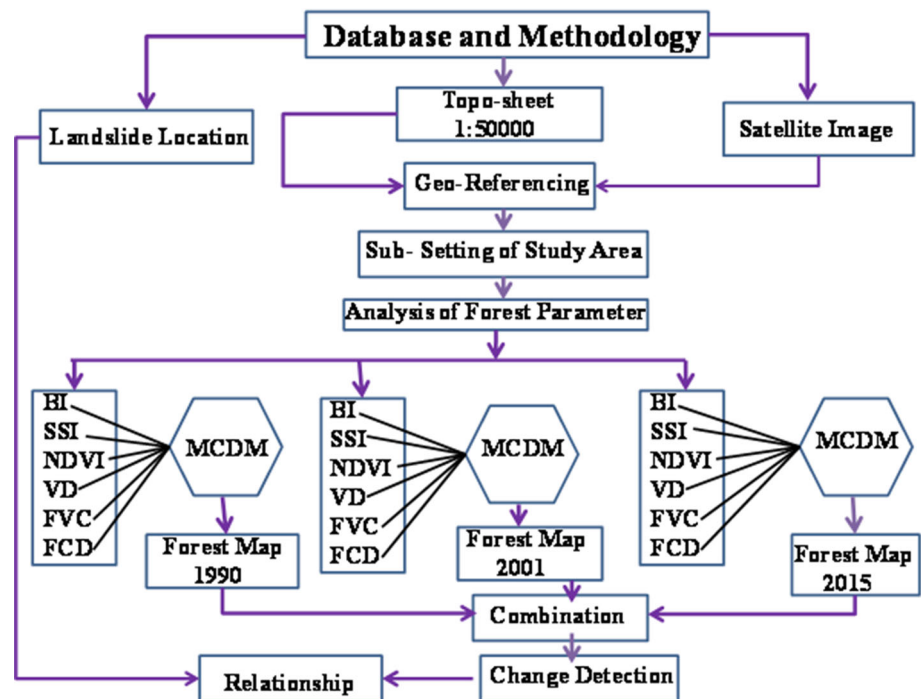 Database and Methodology
Topo-sheet
1:50000
Landslide Location
Satellite Image
Geo-Referencing
Sub- Setting of Study Area
Analysis of Forest Parameter
BI
SSI
NDVI
VD
FVC
FCD
MCDM
Forest Map
1990
BI
SSI
NDVI
VD
FVC
FCD
MCDM
Forest Map
2001
BI
SSI
NDVI
VD
FVC
FCD
MCDM
Forest Map
2015
Combination
Change Detection
Relationship